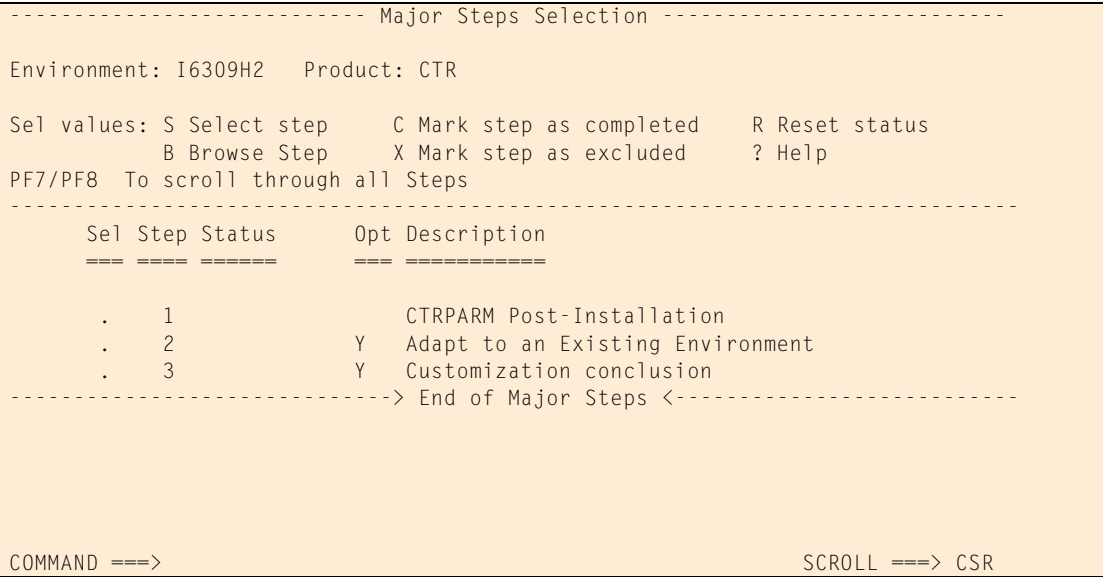 ---------------------------- Major Steps Selection ---------------------------
Environment: I6309H2   Product: CTR
Sel values: S Select step     C Mark step as completed    R Reset status
            B Browse Step     X Mark step as excluded     ? Help
PF7/PF8  To scroll through all Steps
-------------------------------------------------------------------------------
      Sel Step Status      Opt Description
      === ==== ======      === ===========
       .    1                  CTRPARM Post-Installation
       .    2              Y   Adapt to an Existing Environment
       .    3              Y   Customization conclusion
------------------------------> End of Major Steps <---------------------------
COMMAND ===>                                                  SCROLL ===> CSR